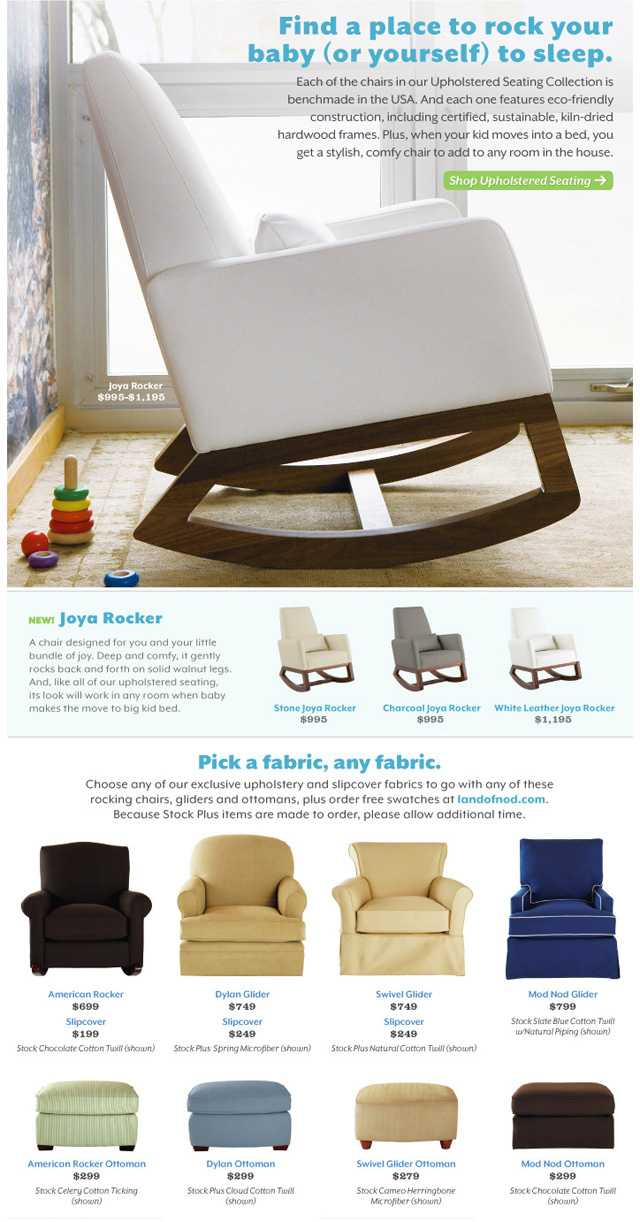 Find a place to rock your
baby (or yourself) to sleep.
Each of the chairs in our Upholstered Seating Collection is
benchmade in the USA. And each one features eco-friendly
construction, including certified, sustainable, kiln-dried
hardwood frames. Plus, when your kid moves into a bed, you
get a stylish, comfy chair to add to any room in the house.
Shop Upholstered Seating →
Joya Rocker
$995-$1,195
NEW! Joya Rocker
A chair designed for you and your little
bundle of joy. Deep and comfy, it gently
rocks back and forth on solid walnut legs.
And, like all of our upholstered seating,
its look will work in any room when baby
makes the move to big kid bed.
Stone Joya Rocker
$995
Charcoal Joya Rocker
$995
White Leather Joya Rocker
$1,195
Pick a fabric, any fabric.
Choose any of our exclusive upholstery and slipcover fabrics to go with any of these
rocking chairs, gliders and ottomans, plus order free swatches at landofnod.com.
Because Stock Plus items are made to order, please allow additional time.
American Rocker
$699
Slipcover
$199
Stock Chocolate Cotton Twill (shown)
Dylan Glider
$749
Slipcover
$249
Stock Plus Spring Microfiber (shown)
Swivel Glider
$749
Slipcover
$249
Stock Plus Natural Cotton Twill (shown)
Mod Nod Glider
$799
Stock Slate Blue Cotton Twill
w/Natural Piping (shown)
American Rocker Ottoman
$299
Stock Celery Cotton Ticking
(shown)
Dylan Ottoman
$299
Stock Plus Cloud Cotton Twill
(shown)
Swivel Glider Ottoman
$279
Stock Cameo Herringbone
Microfiber (shown)
Mod Nod Ottoman
$299
Stock Chocolate Cotton Twill
(shown)